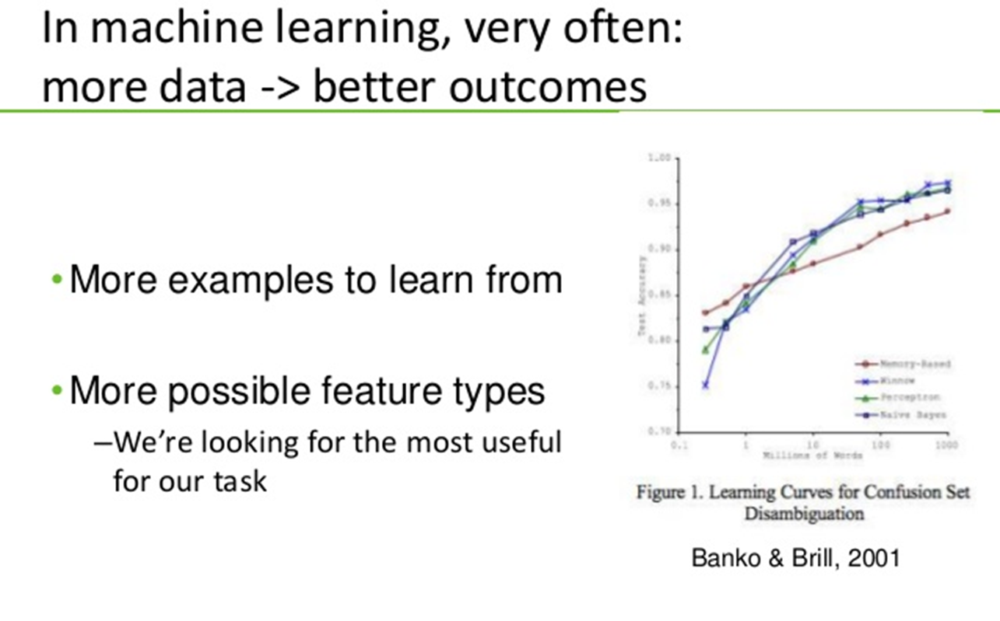 In machine learning, very often:
more data -> better outcomes
•More examples to learn from
•More possible feature types
–We're looking for the most useful
for our task
1.00
0.95
0.90
0.85
0.80
0.75
0.70
Test Accuracy
Memory-Based
Winnow
Perceptron
Naïve Bayes
0.1 1 10 100 1000
Millions of Words
Figure 1. Learning Curves for Confusion Set
Disambiguation
Banko & Brill, 2001